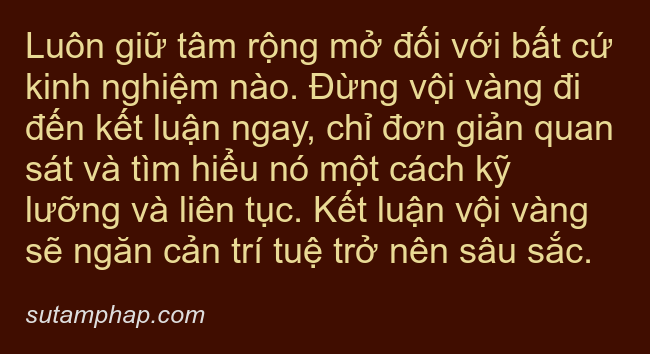 Luôn giữ tâm rộng mở đối với bất cứ
kinh nghiệm nào. Đừng vội vàng đi
đến kết luận ngay, chỉ đơn giản quan
sát và tìm hiểu nó một cách kỹ
lưỡng và liên tục. Kết luận vội vàng
sẽ ngăn cản trí tuệ trở nên sâu sắc.
sutamphap.com